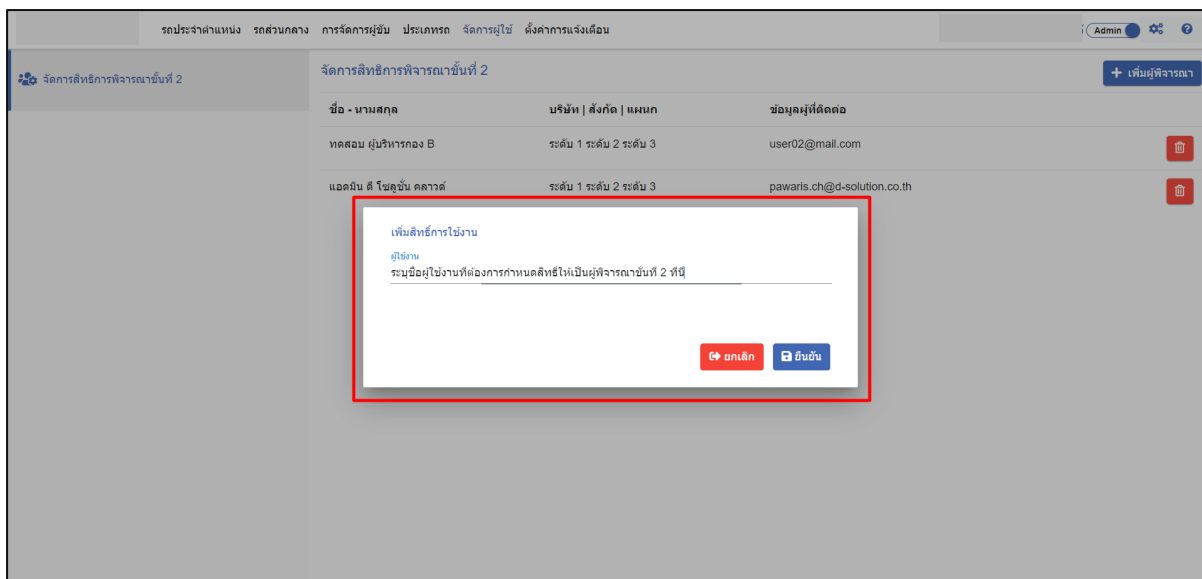 รถประจำตำแหน่ง รถส่วนกลาง การจัดการผู้ขับ ประเภทรถ จัดการผู้ใช้ ตั้งค่าการแจ้งเตือน Admin
จัดการสิทธิการพิจารณาขั้นที่ 2
จัดการสิทธิการพิจารณาขั้นที่ 2
+ เพิ่มผู้พิจารณา
ชื่อ - นามสกุล บริษัท | สังกัด | แผนก ข้อมูลผู้ที่ติดต่อ
ทดสอบ ผู้บริหารกอง B ระดับ 1 ระดับ 2 ระดับ 3 user02@mail.com
แอดมิน ดี โซลูชั่น คลาวด์ ระดับ 1 ระดับ 2 ระดับ 3 pawaris.ch@d-solution.co.th
เพิ่มสิทธิ์การใช้งาน
ผู้ใช้งาน
ระบุชื่อผู้ใช้งานที่ต้องการกำหนดสิทธิ์ให้เป็นผู้พิจารณาขั้นที่ 2 ที่นี่
ยกเลิก ยืนยัน